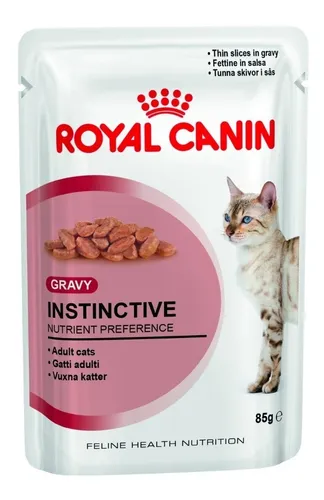 • Thin slices in gravy
• Fettine in salsa
• Tunna skivor i sås
ROYAL CANIN
GRAVY
INSTINCTIVE
NUTRIENT PREFERENCE
• Adult cats
• Gatti adulti
• Vuxna katter
85g℮
FELINE HEALTH NUTRITION